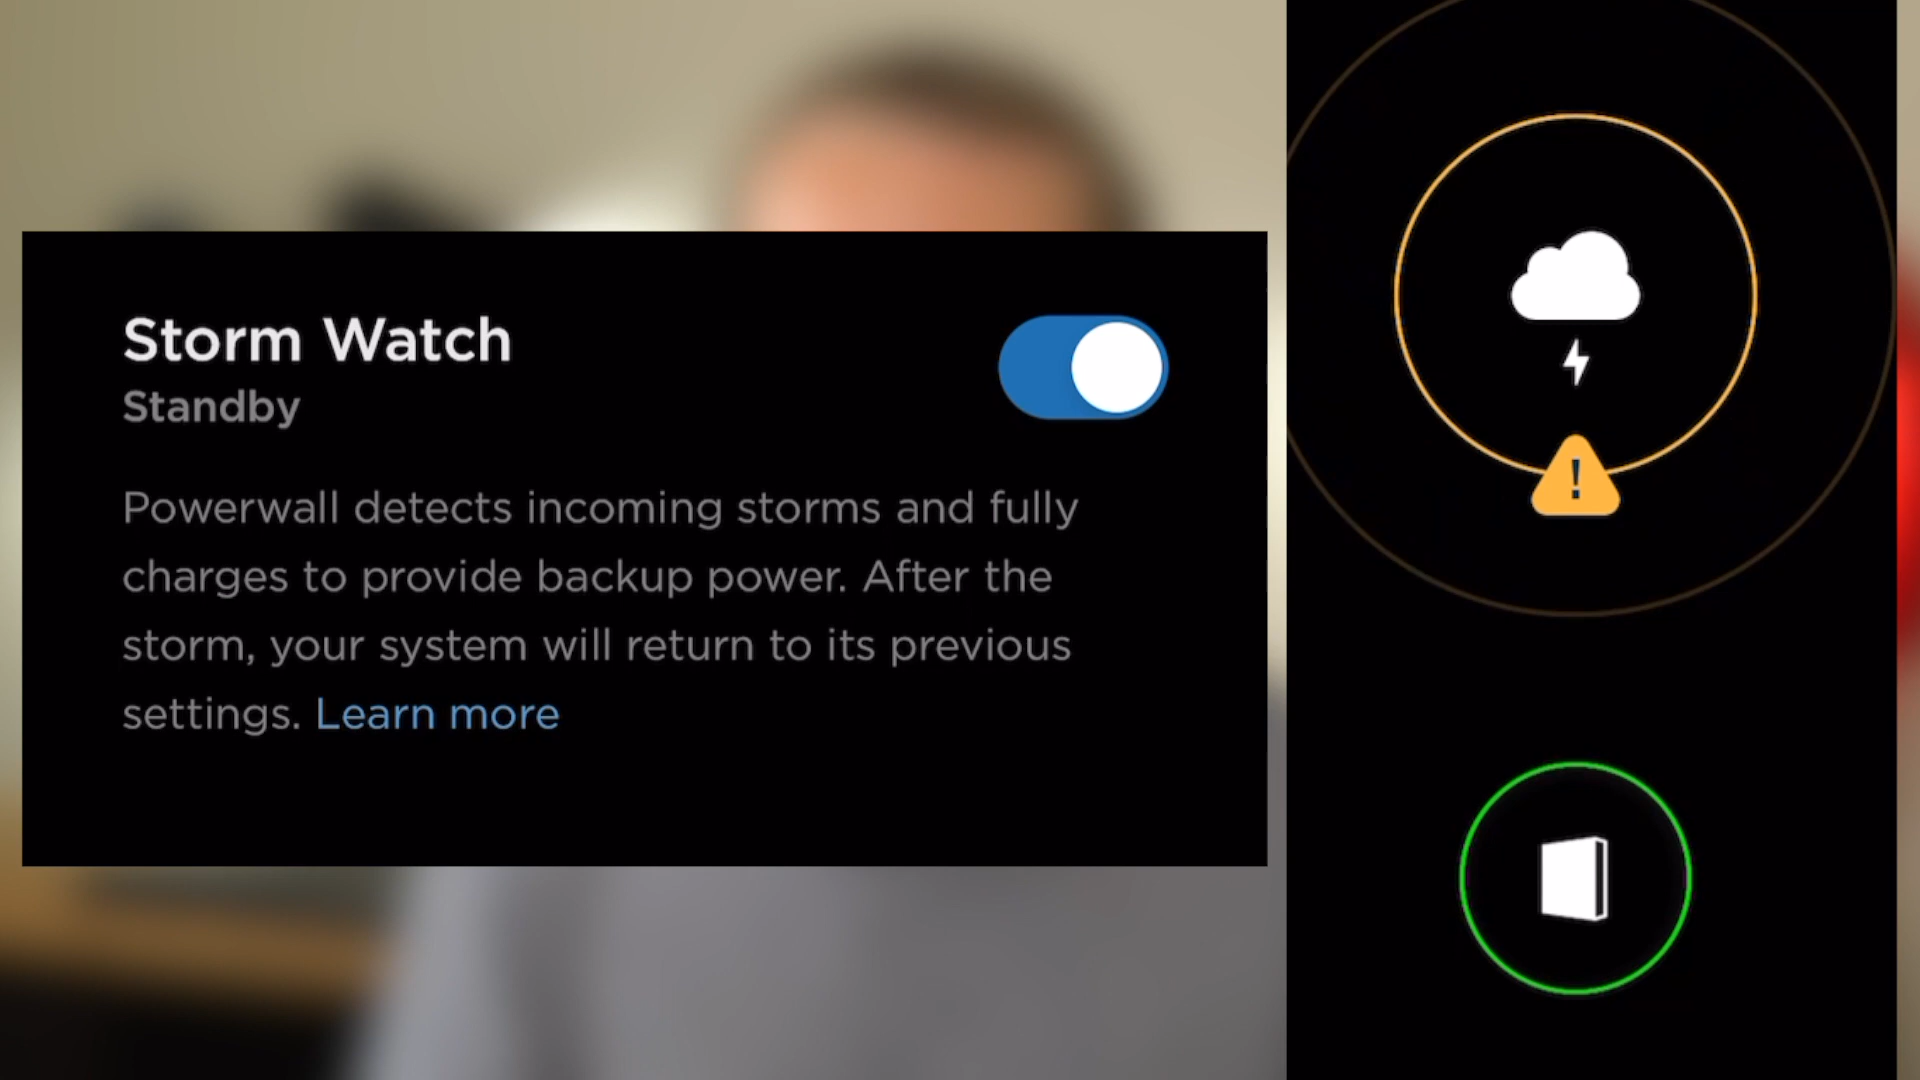 Storm Watch
Standby
Powerwall detects incoming storms and fully
charges to provide backup power. After the
storm, your system will return to its previous
settings. Learn more
!